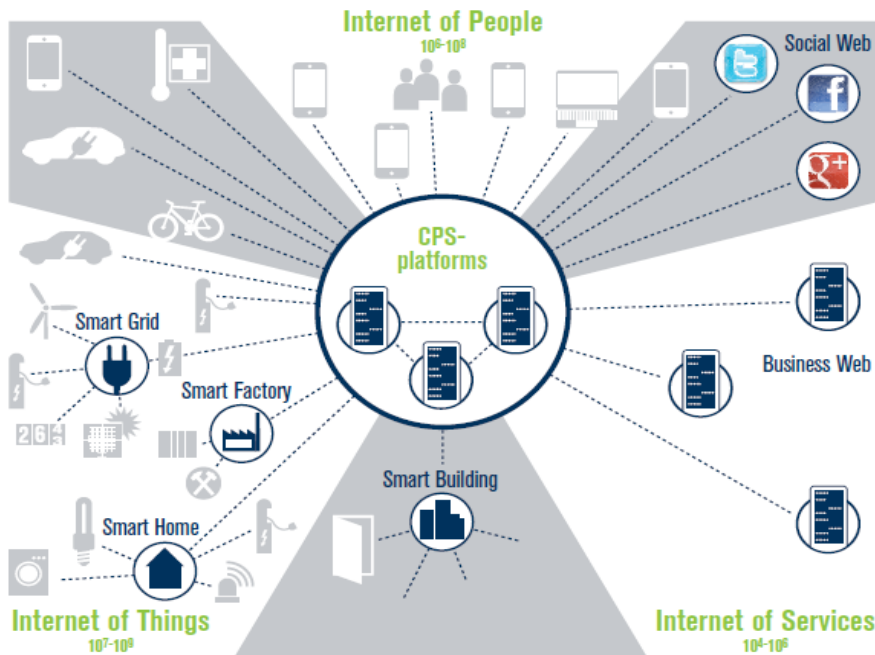 Internet of People
10⁶-10⁸
Social Web
f
g+
CPS-
platforms
Smart Grid
Business Web
Smart Factory
Smart Building
Smart Home
Internet of Things
10⁷-10⁹
Internet of Services
10⁴-10⁶